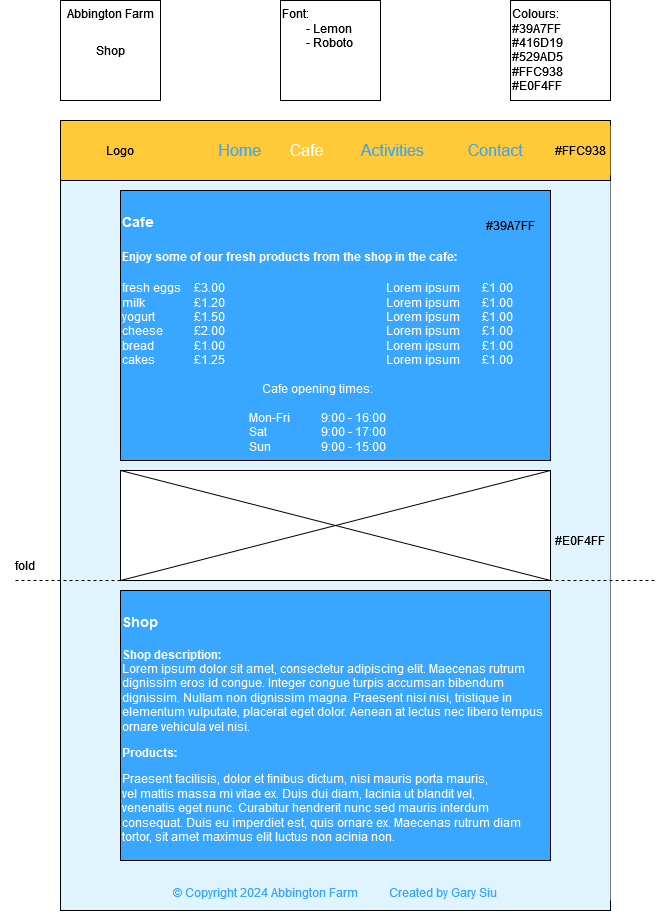 Abbington Farm
Shop
Font:
- Lemon
- Roboto
Colours:
#39A7FF
#416D19
#529AD5
#FFC938
#E0F4FF
Logo Home Cafe Activities Contact #FFC938
Cafe
#39A7FF
Enjoy some of our fresh products from the shop in the cafe:
fresh eggs £3.00 Lorem ipsum £1.00
milk £1.20 Lorem ipsum £1.00
yogurt £1.50 Lorem ipsum £1.00
cheese £2.00 Lorem ipsum £1.00
bread £1.00 Lorem ipsum £1.00
cakes £1.25 Lorem ipsum £1.00
Cafe opening times:
Mon-Fri 9:00 - 16:00
Sat 9:00 - 17:00
Sun 9:00 - 15:00
#E0F4FF
fold
Shop
Shop description:
Lorem ipsum dolor sit amet, consectetur adipiscing elit. Maecenas rutrum
dignissim eros id congue. Integer congue turpis accumsan bibendum
dignissim. Nullam non dignissim magna. Praesent nisi nisi, tristique in
elementum vulputate, placerat eget dolor. Aenean at lectus nec libero tempus
ornare vehicula vel nisi.
Products:
Praesent facilisis, dolor et finibus dictum, nisi mauris porta mauris,
vel mattis massa mi vitae ex. Duis dui diam, lacinia ut blandit vel,
venenatis eget nunc. Curabitur hendrerit nunc sed mauris interdum
consequat. Duis eu imperdiet est, quis ornare ex. Maecenas rutrum diam
tortor, sit amet maximus elit luctus non acinia non.
© Copyright 2024 Abbington Farm Created by Gary Siu